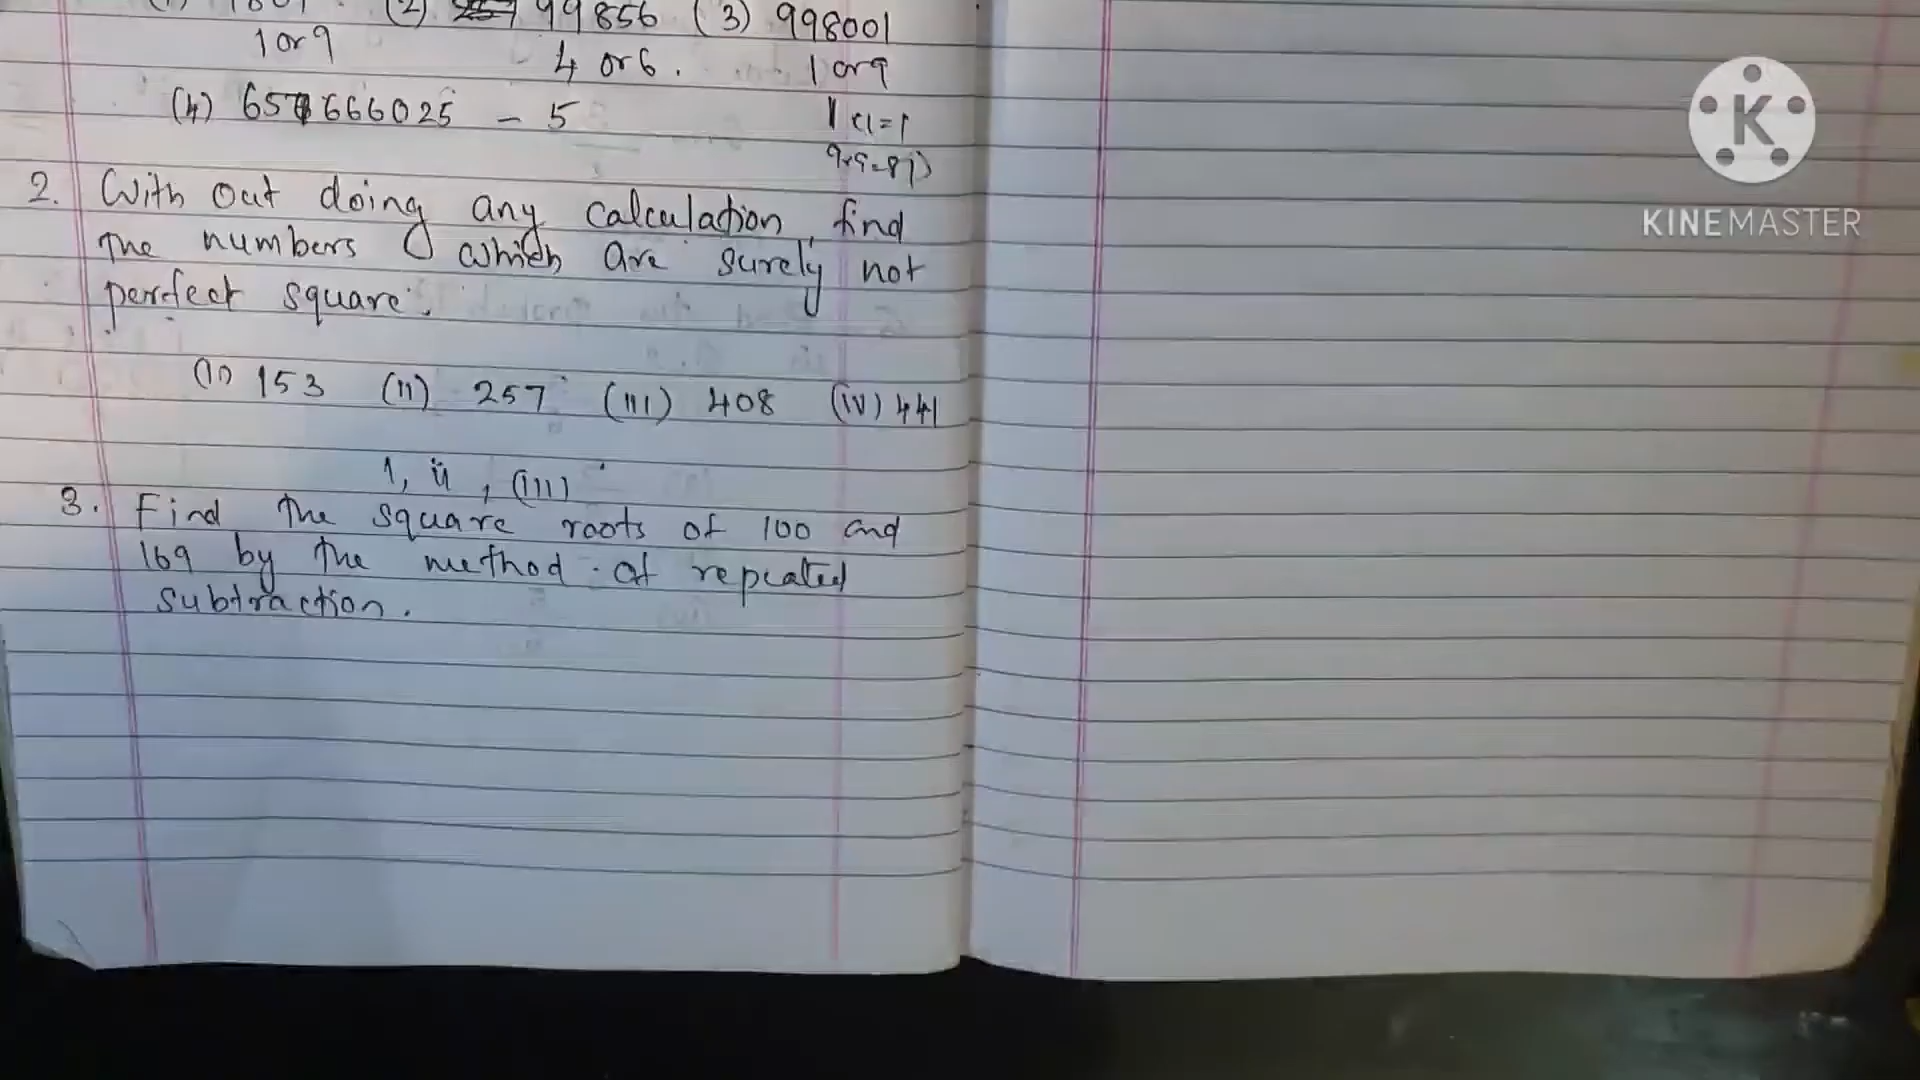 (1) 1801. (2) 99856 (3) 998001
1 or 9 4 or 6. 1 or 9
(4) 657666025 - 5 1×1=1
9×9=81)
2. With out doing any calculation, find
the numbers which are surely not
perfect square.
(i) 153 (ii) 257 (iii) 408 (iv) 441
1, ii, (iii)
3. Find the square roots of 100 and
169 by the method of repeated
subtraction.
K
KINEMASTER